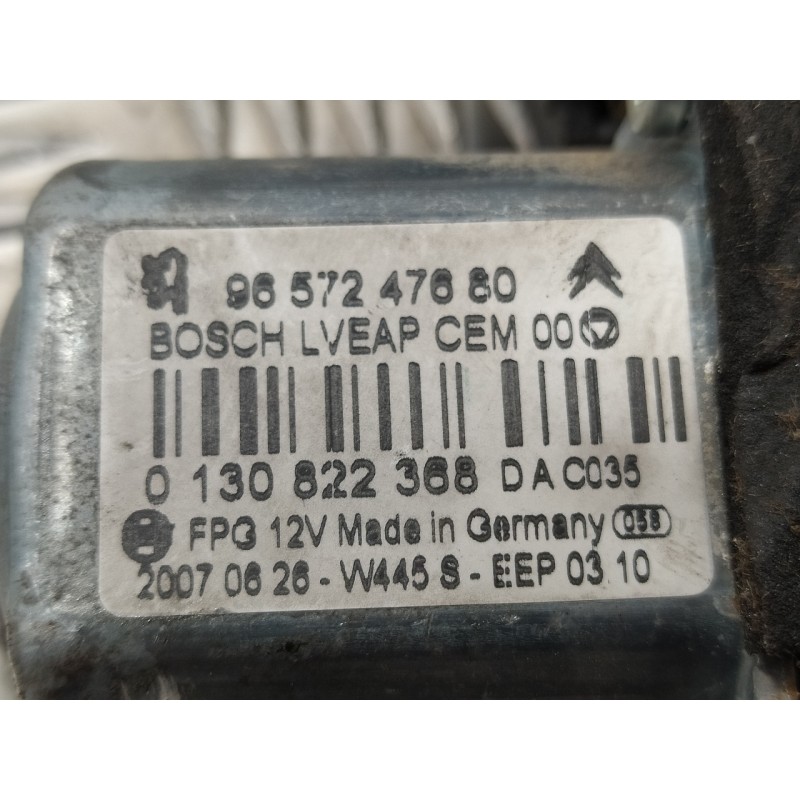 96 572 476 80
BOSCH LVEAP CEM 00
0 130 822 368 DA C035
FPG 12V Made in Germany 058
2007 06 26 - W445 S - EEP 03 10